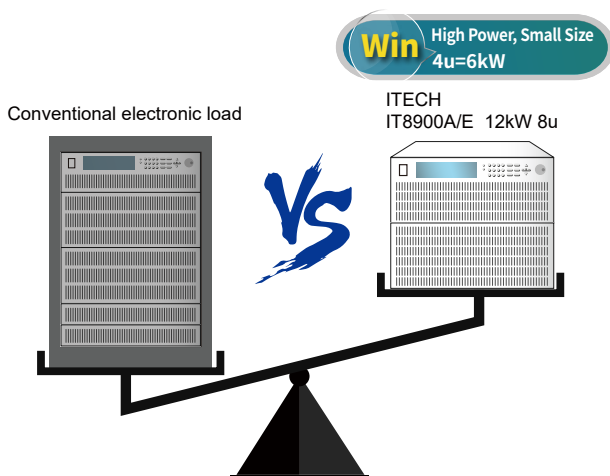 Win
High Power, Small Size
4u=6kW
Conventional electronic load
ITECH
IT8900A/E 12kW 8u
VS